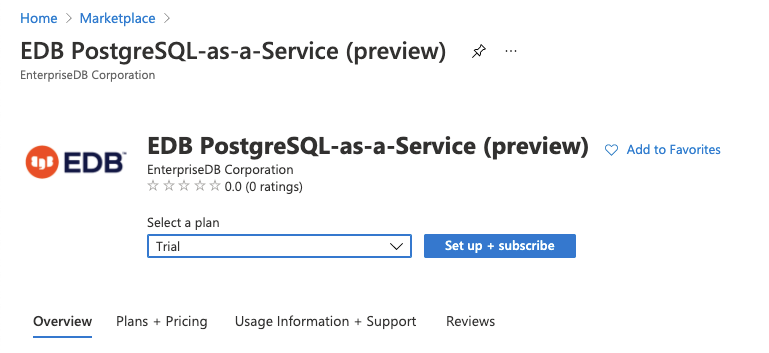 Home > Marketplace >
EDB PostgreSQL-as-a-Service (preview) ...
EnterpriseDB Corporation
EDB™
EDB PostgreSQL-as-a-Service (preview)
Add to Favorites
EnterpriseDB Corporation
0.0 (0 ratings)
Select a plan
Trial
Set up + subscribe
Overview
Plans + Pricing
Usage Information + Support
Reviews